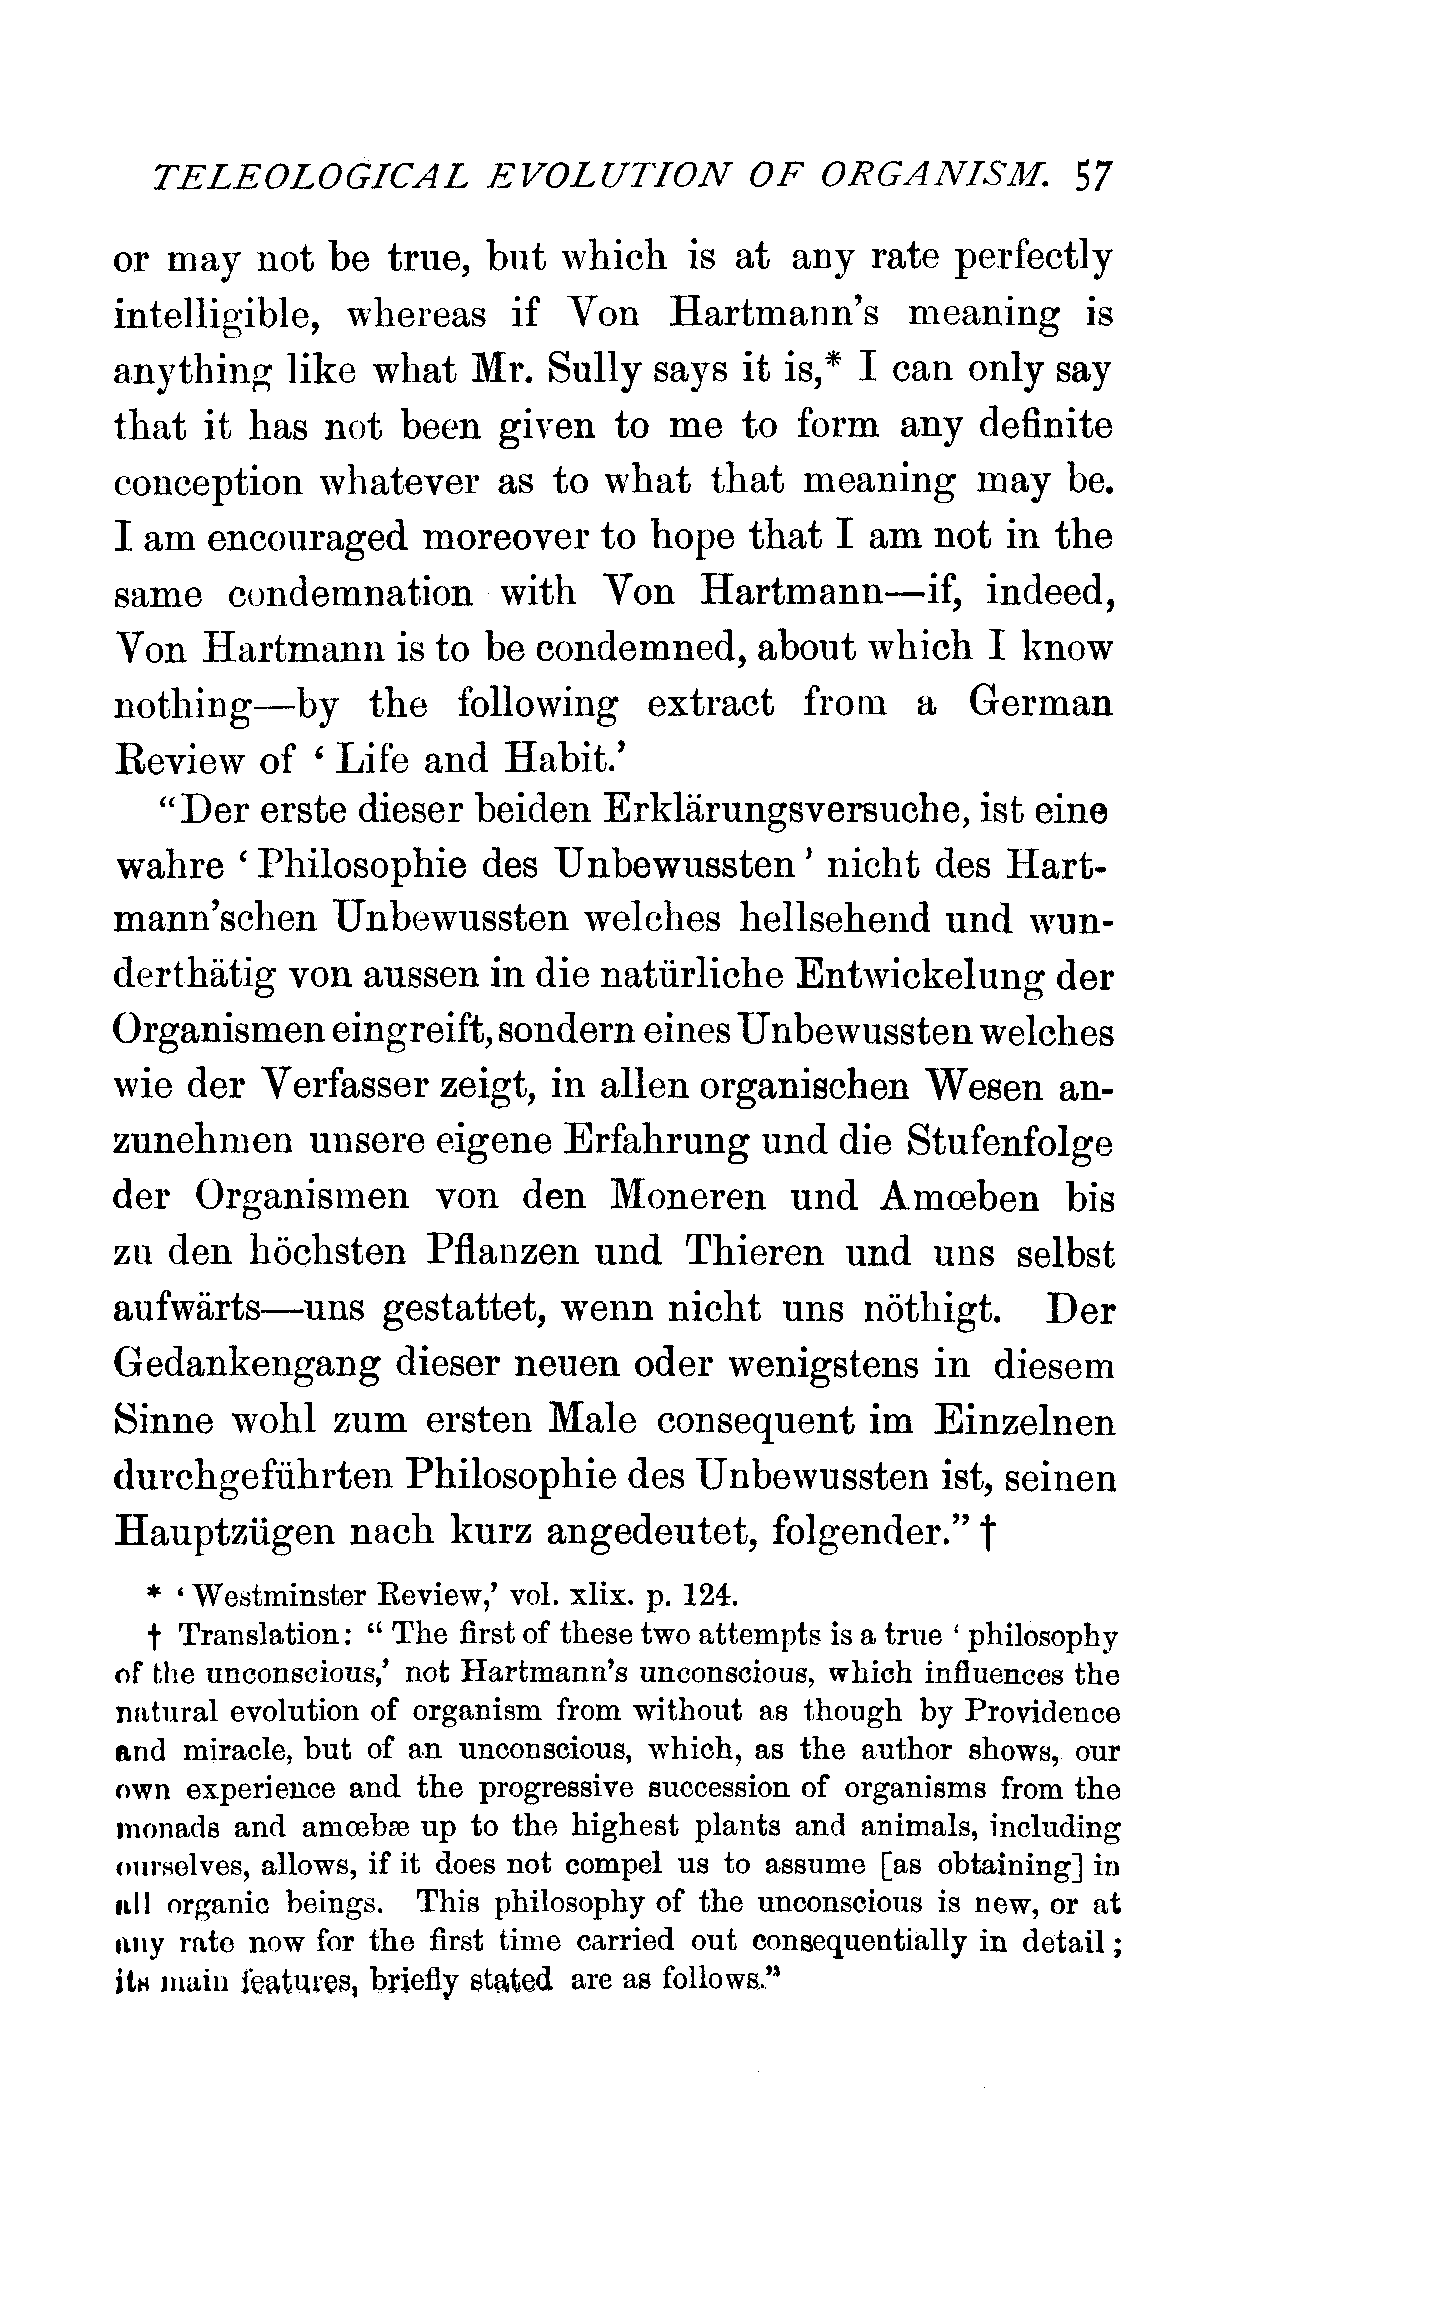 TELEOLOGICAL EVOLUTION OF ORGANISM. 57
or may not be true, but which is at any rate perfectly
intelligible, whereas if Von Hartmann's meaning is
anything like what Mr. Sully says it is,* I can only say
that it has not been given to me to form any definite
conception whatever as to what that meaning may be.
I am encouraged moreover to hope that I am not in the
same condemnation with Von Hartmann—if, indeed,
Von Hartmann is to be condemned, about which I know
nothing—by the following extract from a German
Review of ‘Life and Habit.’
“Der erste dieser beiden Erklärungsversuche, ist eine
wahre ‘Philosophie des Unbewussten’ nicht des Hart-
mann'schen Unbewussten welches hellsehend und wun-
derthätig von aussen in die natürliche Entwickelung der
Organismen eingreift, sondern eines Unbewussten welches
wie der Verfasser zeigt, in allen organischen Wesen an-
zunehmen unsere eigene Erfahrung und die Stufenfolge
der Organismen von den Moneren und Amœben bis
zu den höchsten Pflanzen und Thieren und uns selbst
aufwärts—uns gestattet, wenn nicht uns nöthigt. Der
Gedankengang dieser neuen oder wenigstens in diesem
Sinne wohl zum ersten Male consequent im Einzelnen
durchgeführten Philosophie des Unbewussten ist, seinen
Hauptzügen nach kurz angedeutet, folgender.” †
* ‘Westminster Review,’ vol. xlix. p. 124.
† Translation: “The first of these two attempts is a true ‘philosophy
of the unconscious,’ not Hartmann's unconscious, which influences the
natural evolution of organism from without as though by Providence
and miracle, but of an unconscious, which, as the author shows, our
own experience and the progressive succession of organisms from the
monads and amœbæ up to the highest plants and animals, including
ourselves, allows, if it does not compel us to assume [as obtaining] in
all organic beings. This philosophy of the unconscious is new, or at
any rate now for the first time carried out consequentially in detail;
its main features, briefly stated are as follows.”